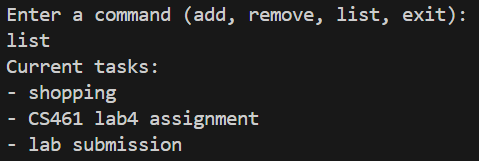 Enter a command (add, remove, list, exit):
list
Current tasks:
- shopping
- CS461 lab4 assignment
- lab submission